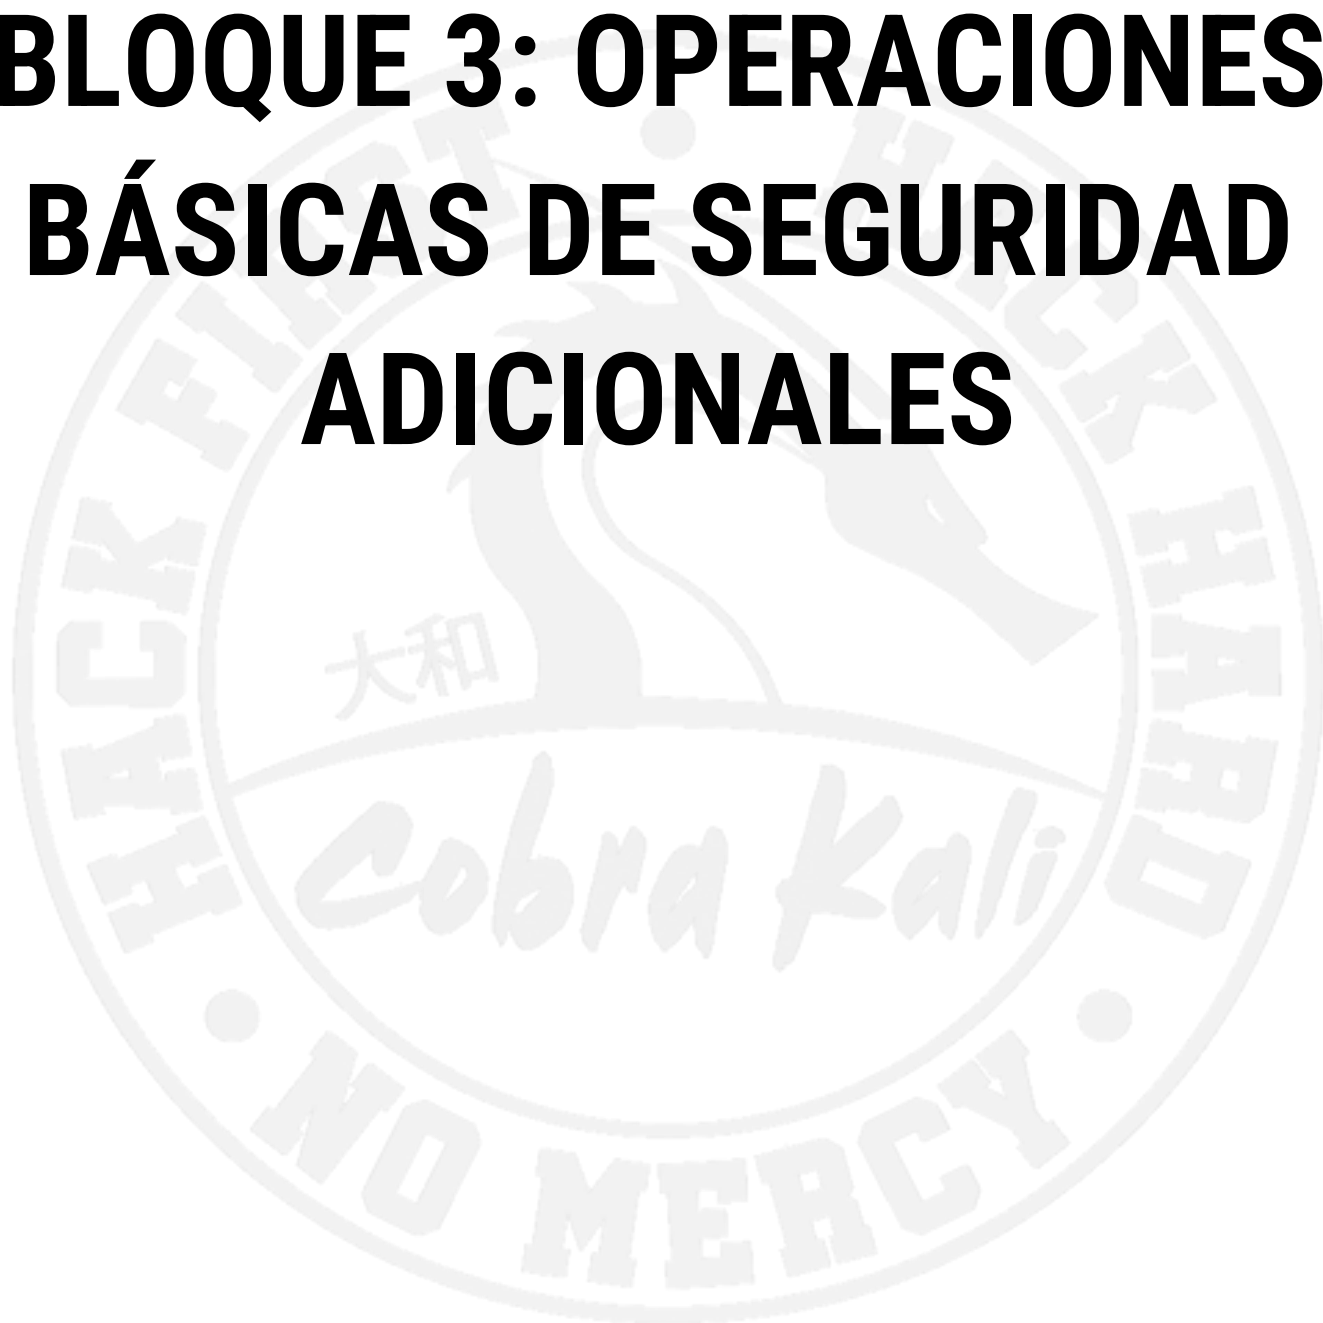 BLOQUE 3: OPERACIONES
BÁSICAS DE SEGURIDAD
ADICIONALES
HACK FIRST • HACK HARD • NO MERCY •
大和
Cobra Kali